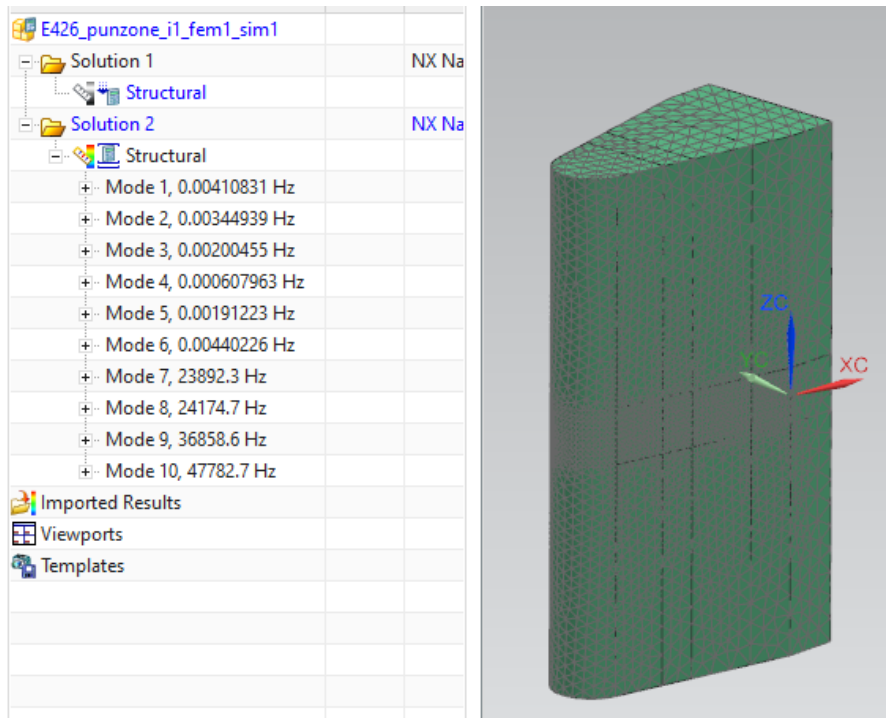 E426_punzone_i1_fem1_sim1
Solution 1 NX Na
Structural
Solution 2 NX Na
Structural
Mode 1, 0.00410831 Hz
Mode 2, 0.00344939 Hz
Mode 3, 0.00200455 Hz
Mode 4, 0.000607963 Hz
Mode 5, 0.00191223 Hz
Mode 6, 0.00440226 Hz
Mode 7, 23892.3 Hz
Mode 8, 24174.7 Hz
Mode 9, 36858.6 Hz
Mode 10, 47782.7 Hz
Imported Results
Viewports
Templates
ZC
YC
XC